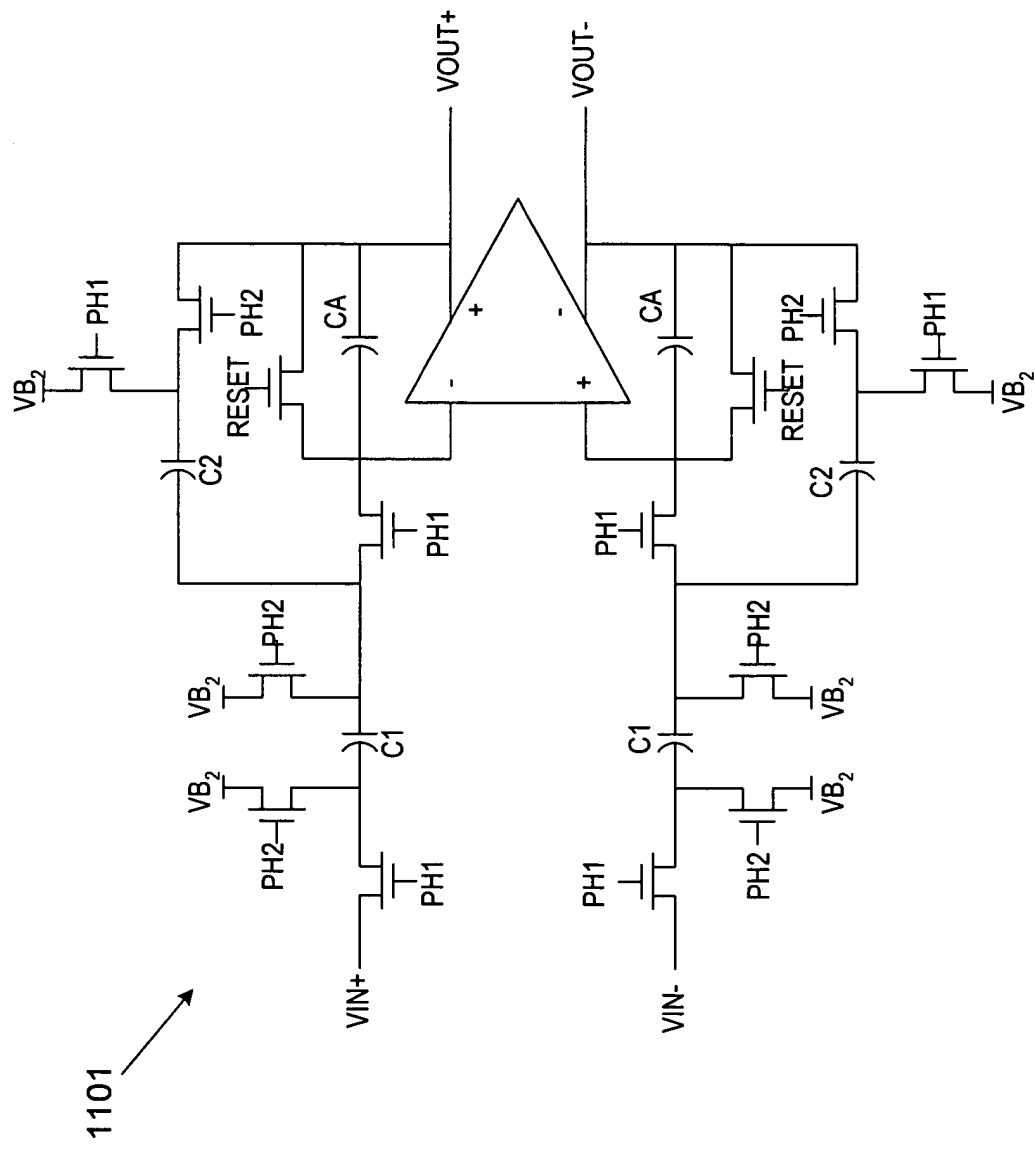 VB2
PH1
PH2
C2
RESET
CA
VOUT+
PH1
VB2
PH2
VB2
PH2
C1
VIN+
PH1
+
-
-
+
VIN-
PH1
C1
PH2
VB2
PH2
VB2
PH1
CA
VOUT-
RESET
PH2
C2
PH1
VB2
1101